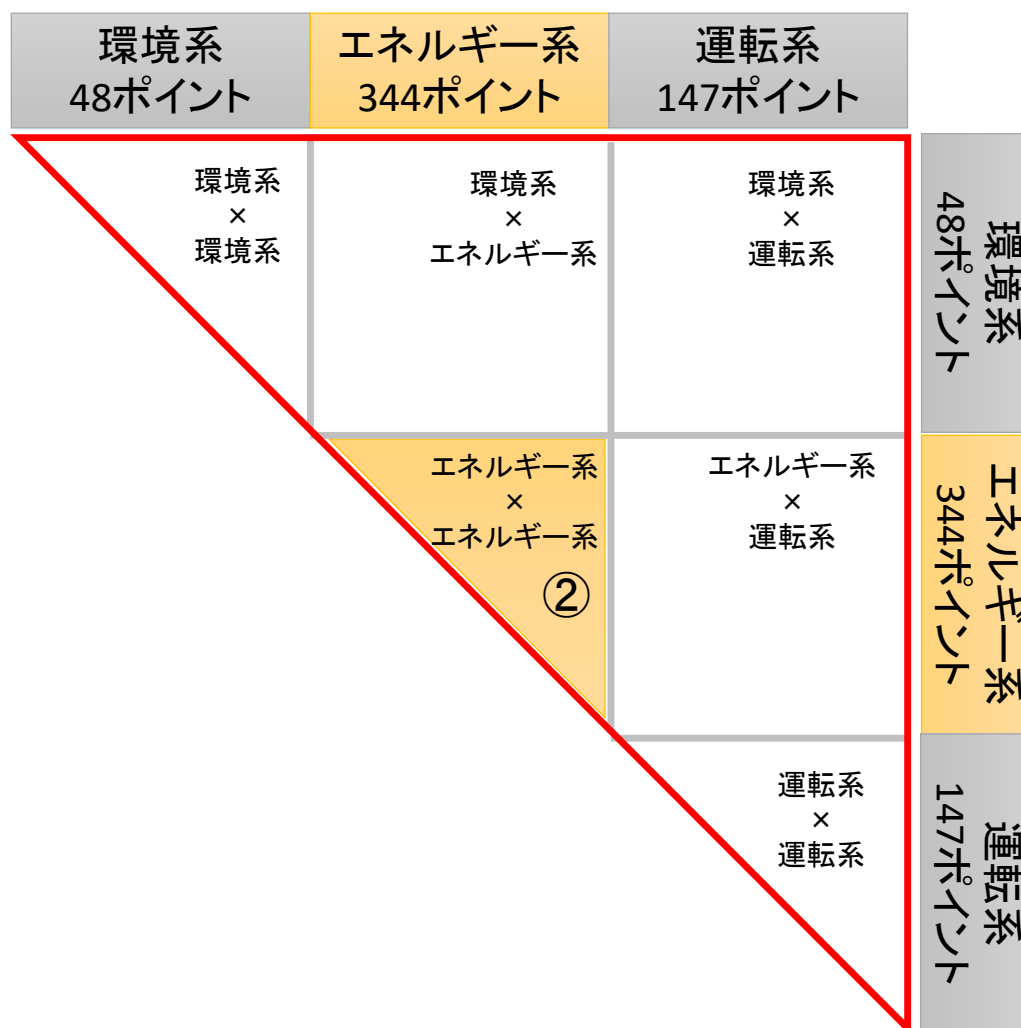 環境系
48ポイント
エネルギー系
344ポイント
運転系
147ポイント
環境系
×
環境系
環境系
×
エネルギー系
環境系
×
運転系
環境系
48ポイント
エネルギー系
×
エネルギー系
②
エネルギー系
×
運転系
エネルギー系
344ポイント
運転系
×
運転系
運転系
147ポイント